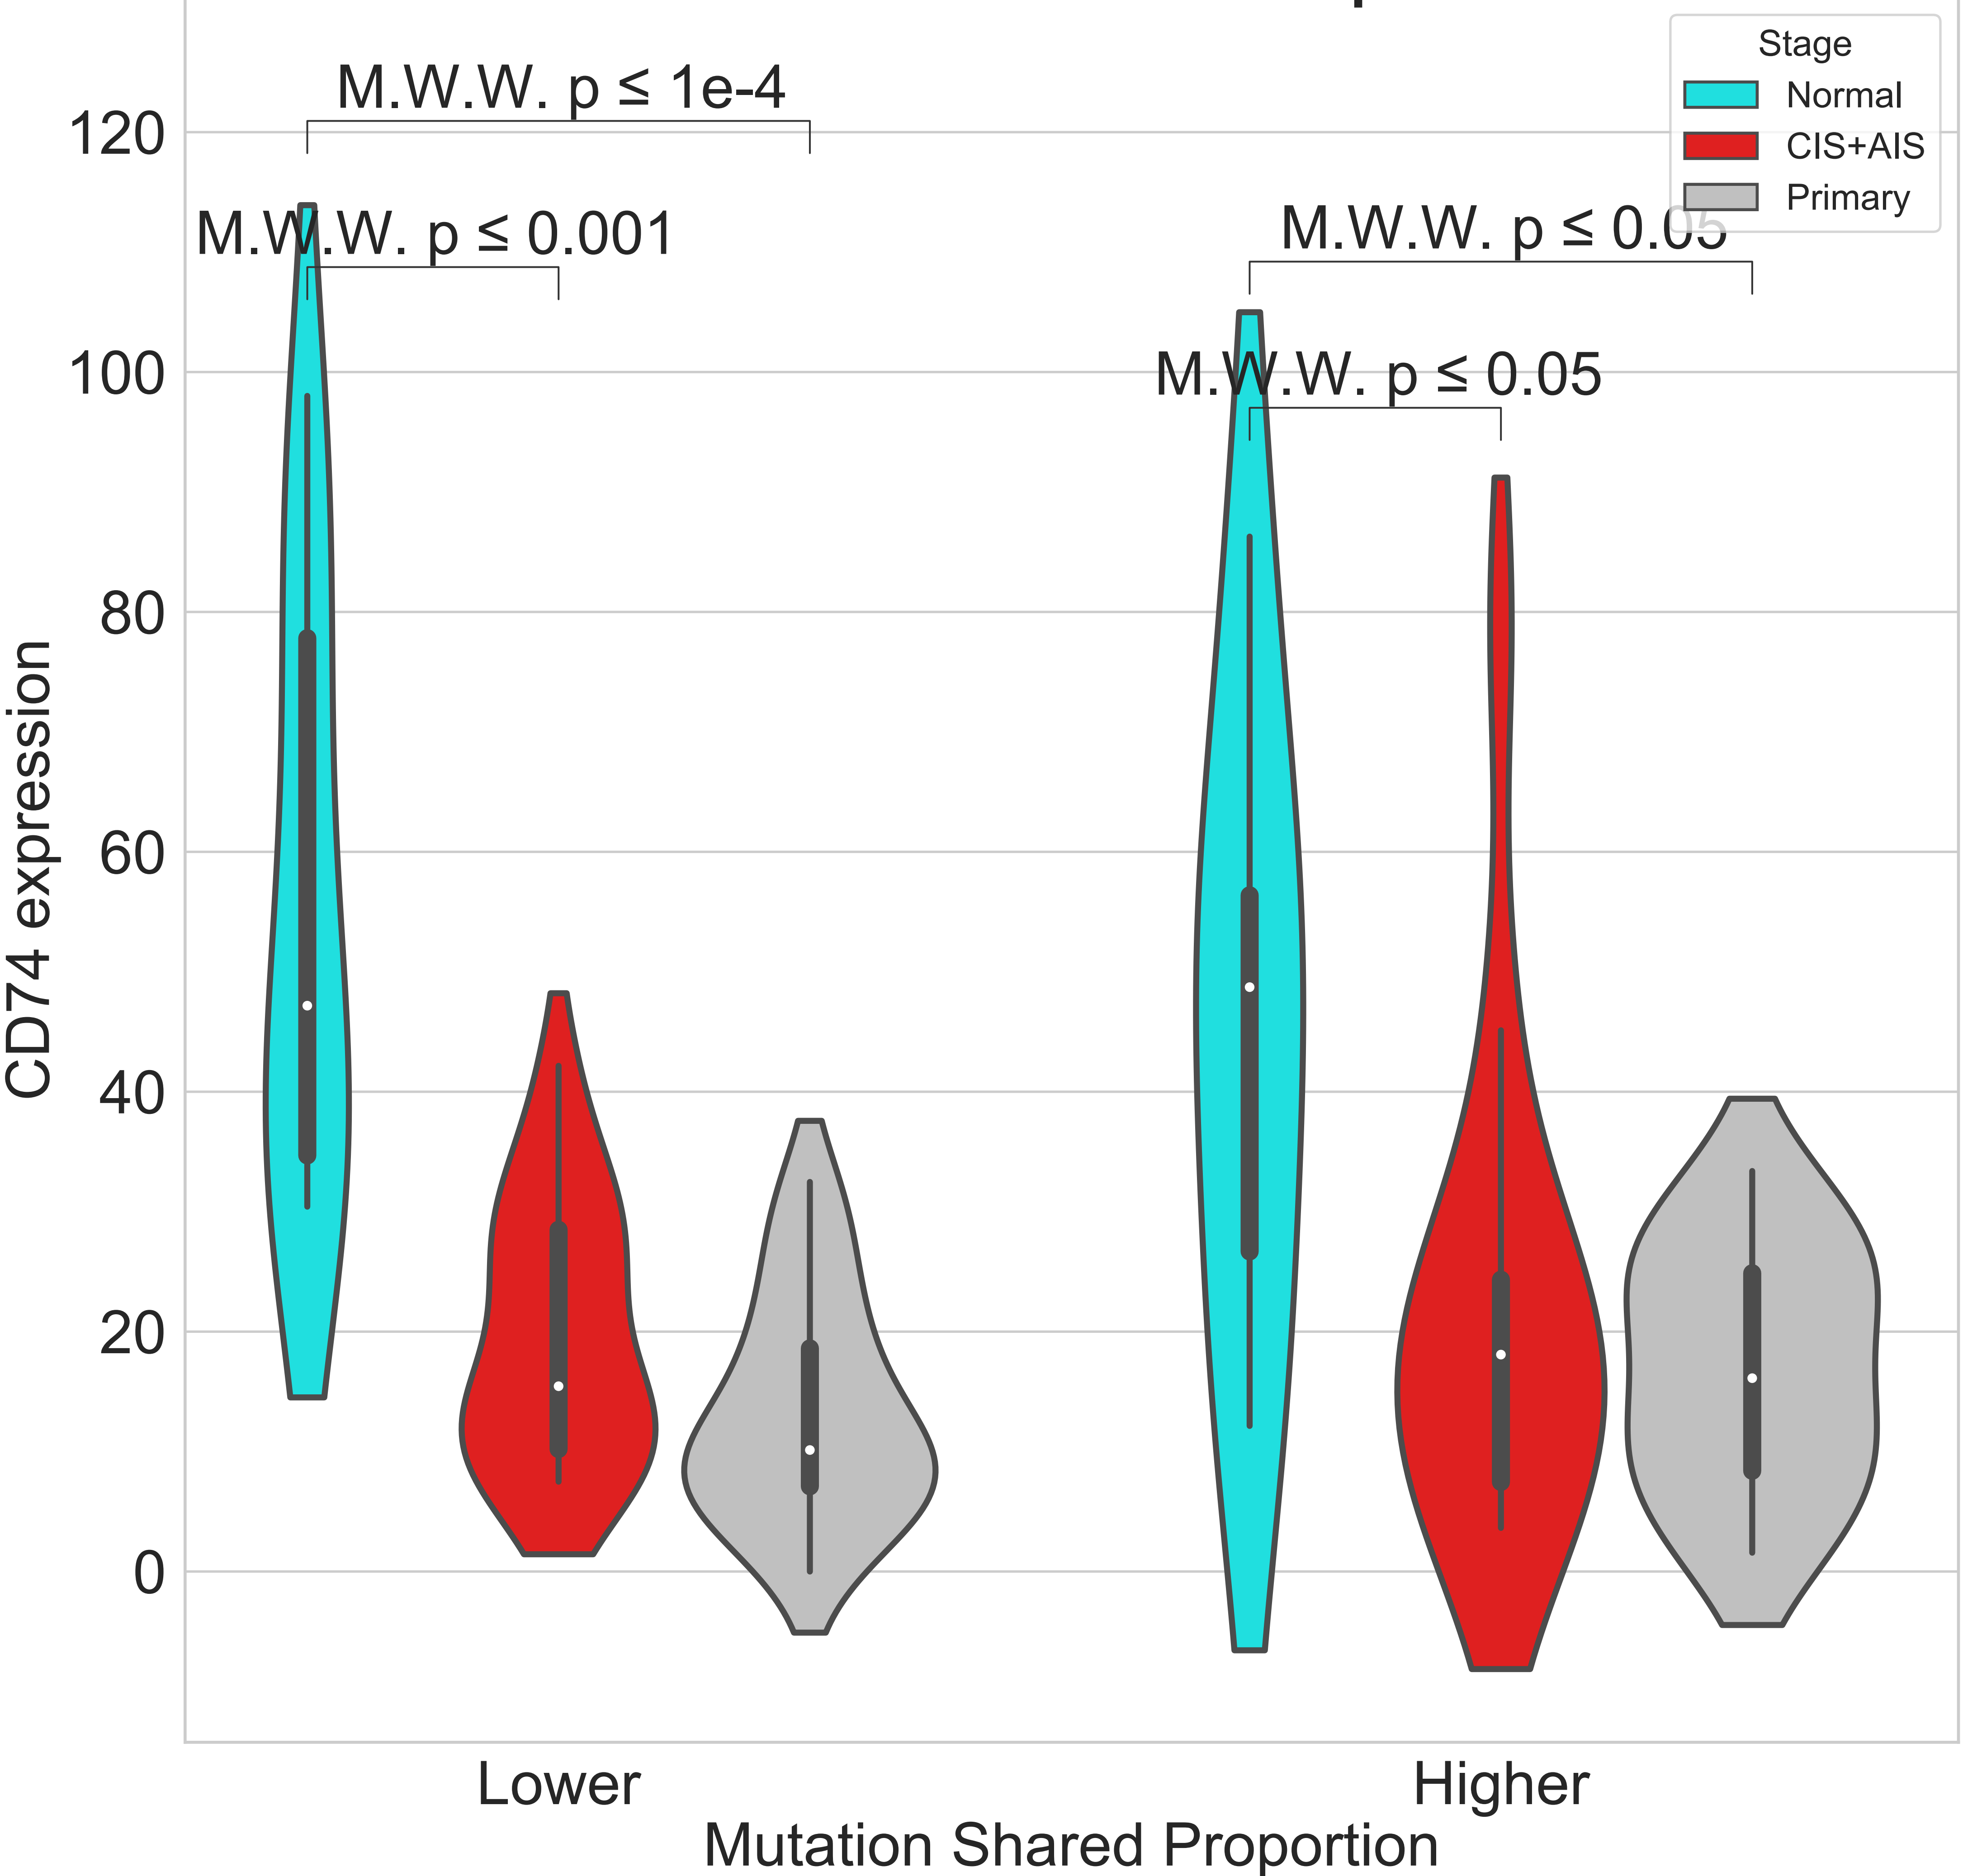 Stage
Normal
CIS+AIS
Primary
M.W.W. p ≤ 1e-4
M.W.W. p ≤ 0.001
M.W.W. p ≤ 0.05
M.W.W. p ≤ 0.05
120
100
80
60
40
20
0
CD74 expression
Lower
Higher
Mutation Shared Proportion